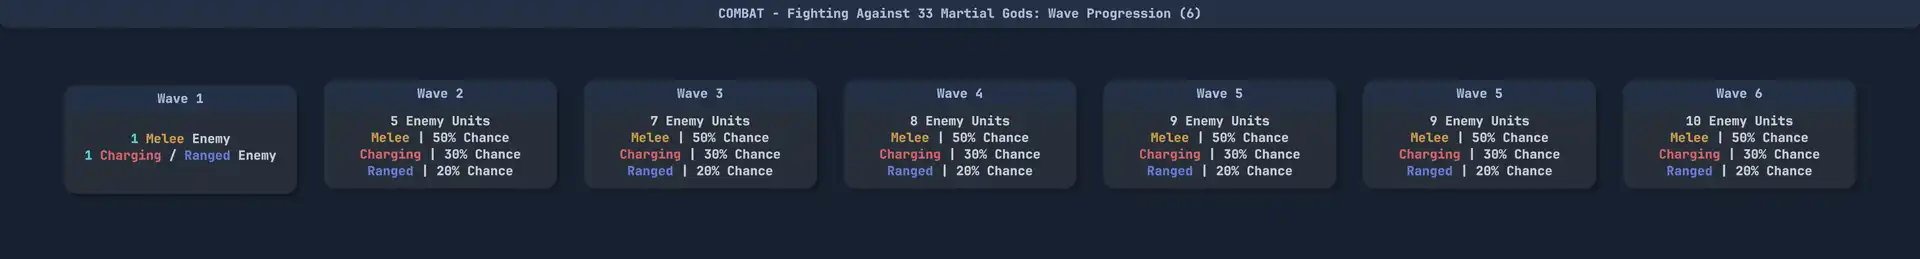 COMBAT - Fighting Against 33 Martial Gods: Wave Progression (6)
Wave 1
1 Melee Enemy
1 Charging / Ranged Enemy
Wave 2
5 Enemy Units
Melee | 50% Chance
Charging | 30% Chance
Ranged | 20% Chance
Wave 3
7 Enemy Units
Melee | 50% Chance
Charging | 30% Chance
Ranged | 20% Chance
Wave 4
8 Enemy Units
Melee | 50% Chance
Charging | 30% Chance
Ranged | 20% Chance
Wave 5
9 Enemy Units
Melee | 50% Chance
Charging | 30% Chance
Ranged | 20% Chance
Wave 5
9 Enemy Units
Melee | 50% Chance
Charging | 30% Chance
Ranged | 20% Chance
Wave 6
10 Enemy Units
Melee | 50% Chance
Charging | 30% Chance
Ranged | 20% Chance